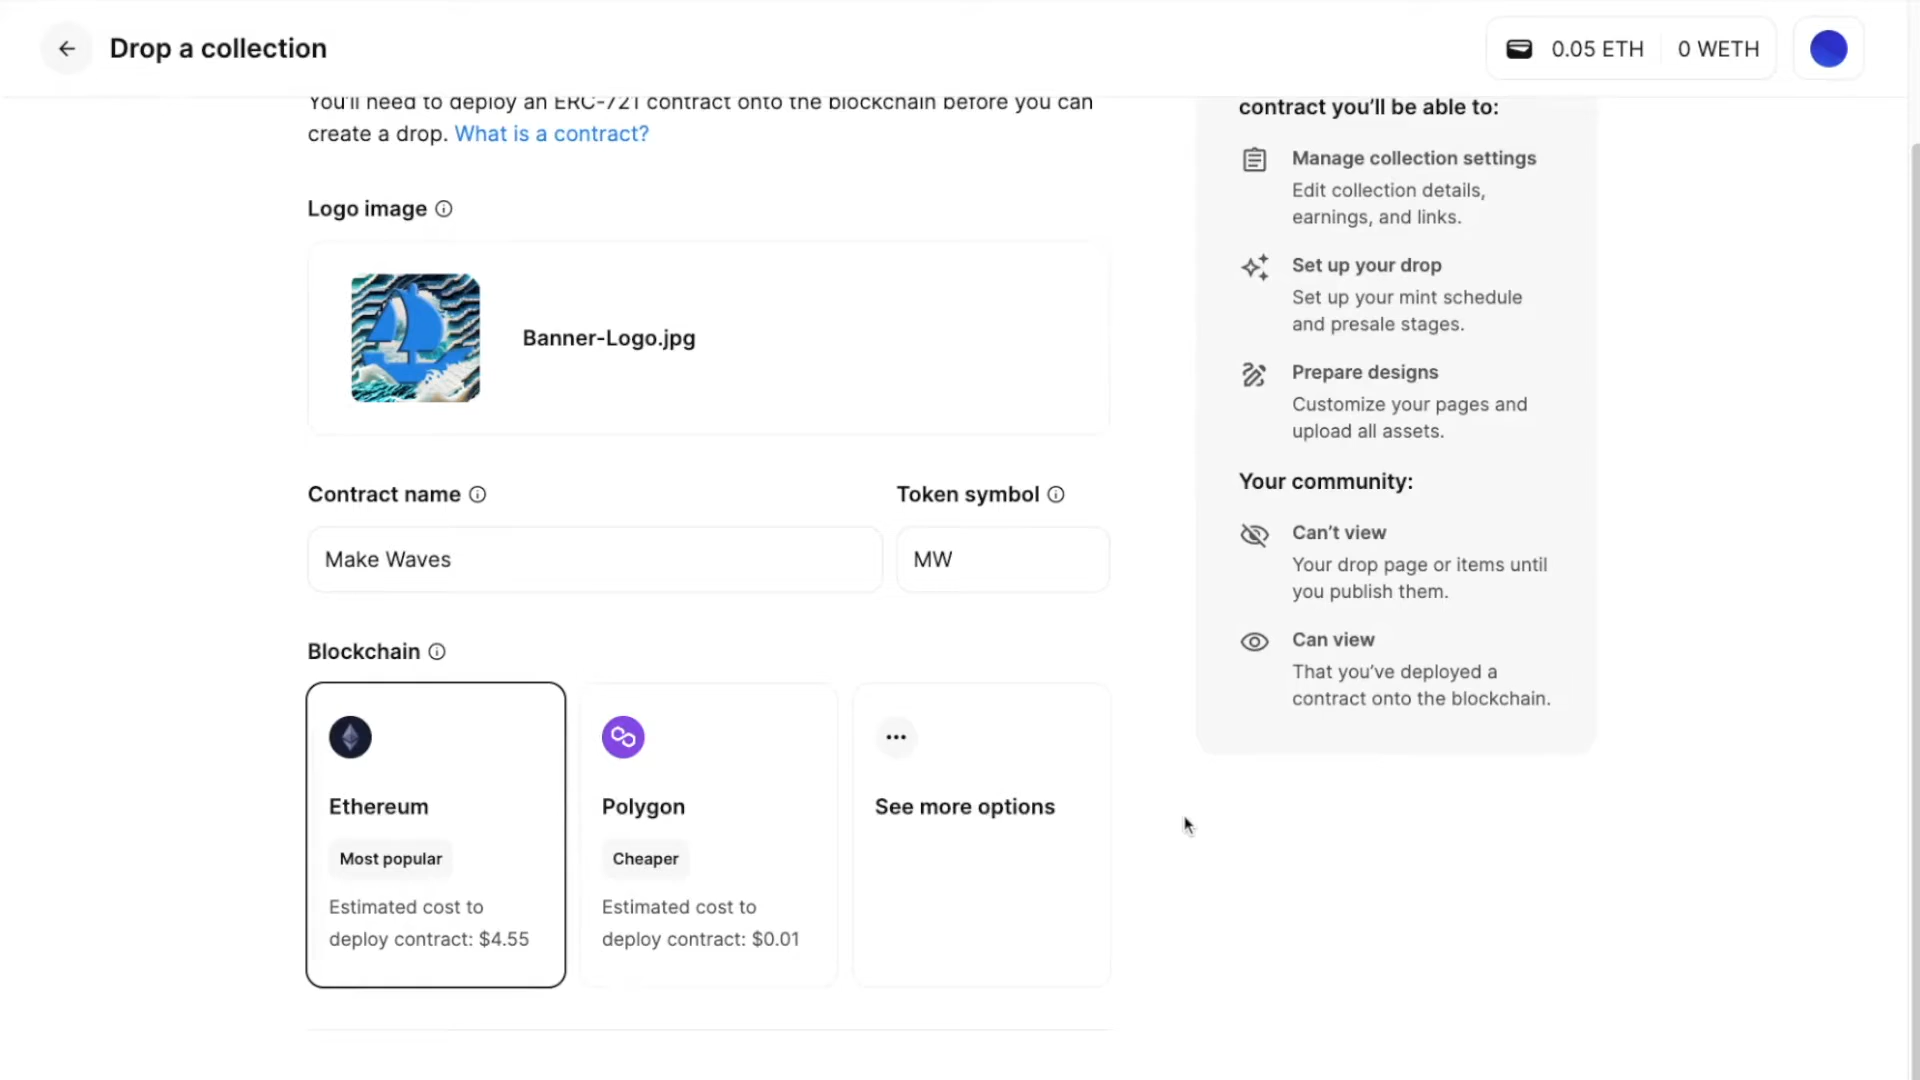 Drop a collection
0.05 ETH
0 WETH
You'll need to deploy an ERC-721 contract onto the blockchain before you can
create a drop. What is a contract?
Logo image
Banner-Logo.jpg
Contract name
Token symbol
Make Waves
MW
Blockchain
Ethereum
Most popular
Estimated cost to
deploy contract: $4.55
Polygon
Cheaper
Estimated cost to
deploy contract: $0.01
See more options
contract you'll be able to:
Manage collection settings
Edit collection details,
earnings, and links.
Set up your drop
Set up your mint schedule
and presale stages.
Prepare designs
Customize your pages and
upload all assets.
Your community:
Can't view
Your drop page or items until
you publish them.
Can view
That you've deployed a
contract onto the blockchain.